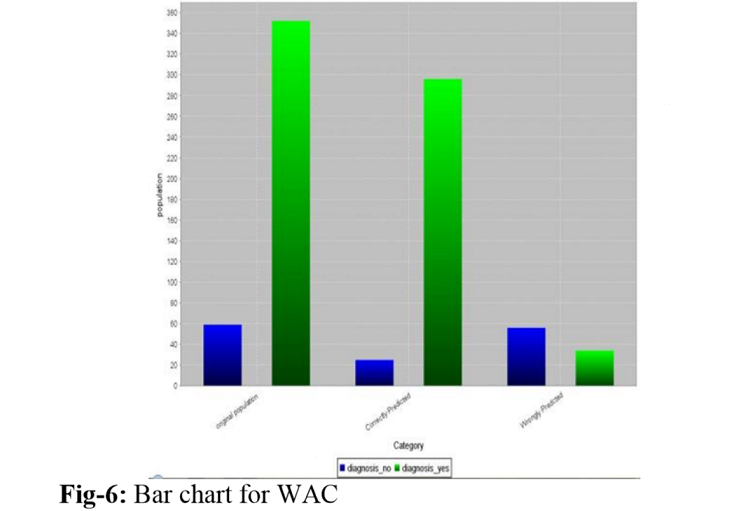 360
340
320
300
280
260
240
220
200
180
160
140
120
100
80
60
40
20
0
population
original population
Correctly Predicted
Wrongly Predicted
Category
diagnosis_no diagnosis_yes
Fig-6: Bar chart for WAC